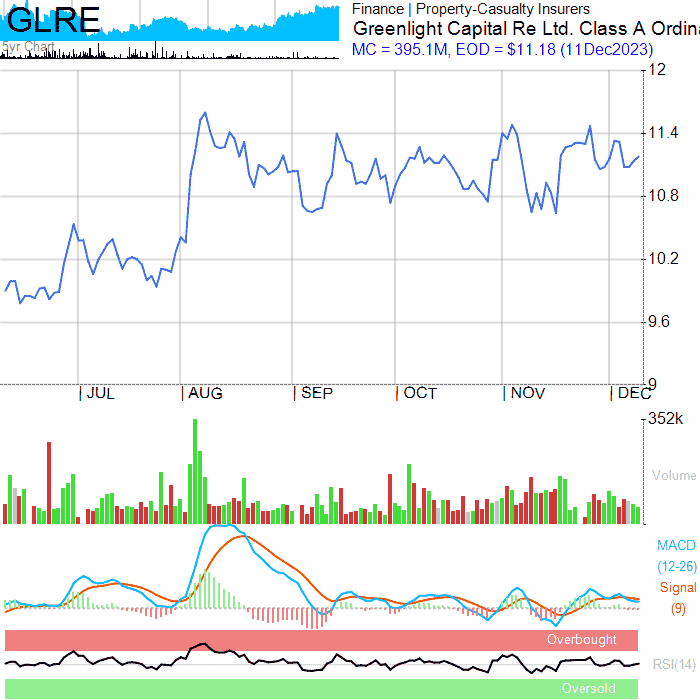 GLRE
Finance | Property-Casualty Insurers
Greenlight Capital Re Ltd. Class A Ordina
5yr Chart
MC = 395.1M, EOD = $11.18 (11Dec2023)
12
11.4
10.8
10.2
9.6
9
JUL
AUG
SEP
OCT
NOV
DEC
352k
Volume
MACD
(12-26)
Signal
(9)
Overbought
RSI(14)
Oversold